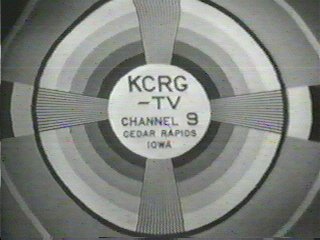 KCRG
-TV
CHANNEL 9
CEDAR RAPIDS
IOWA